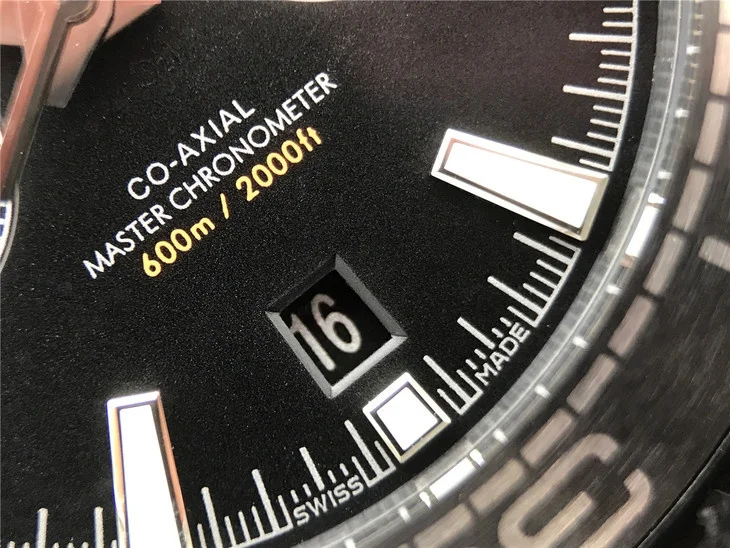 CO-AXIAL
MASTER CHRONOMETER
600m / 2000ft
16
SWISS MADE